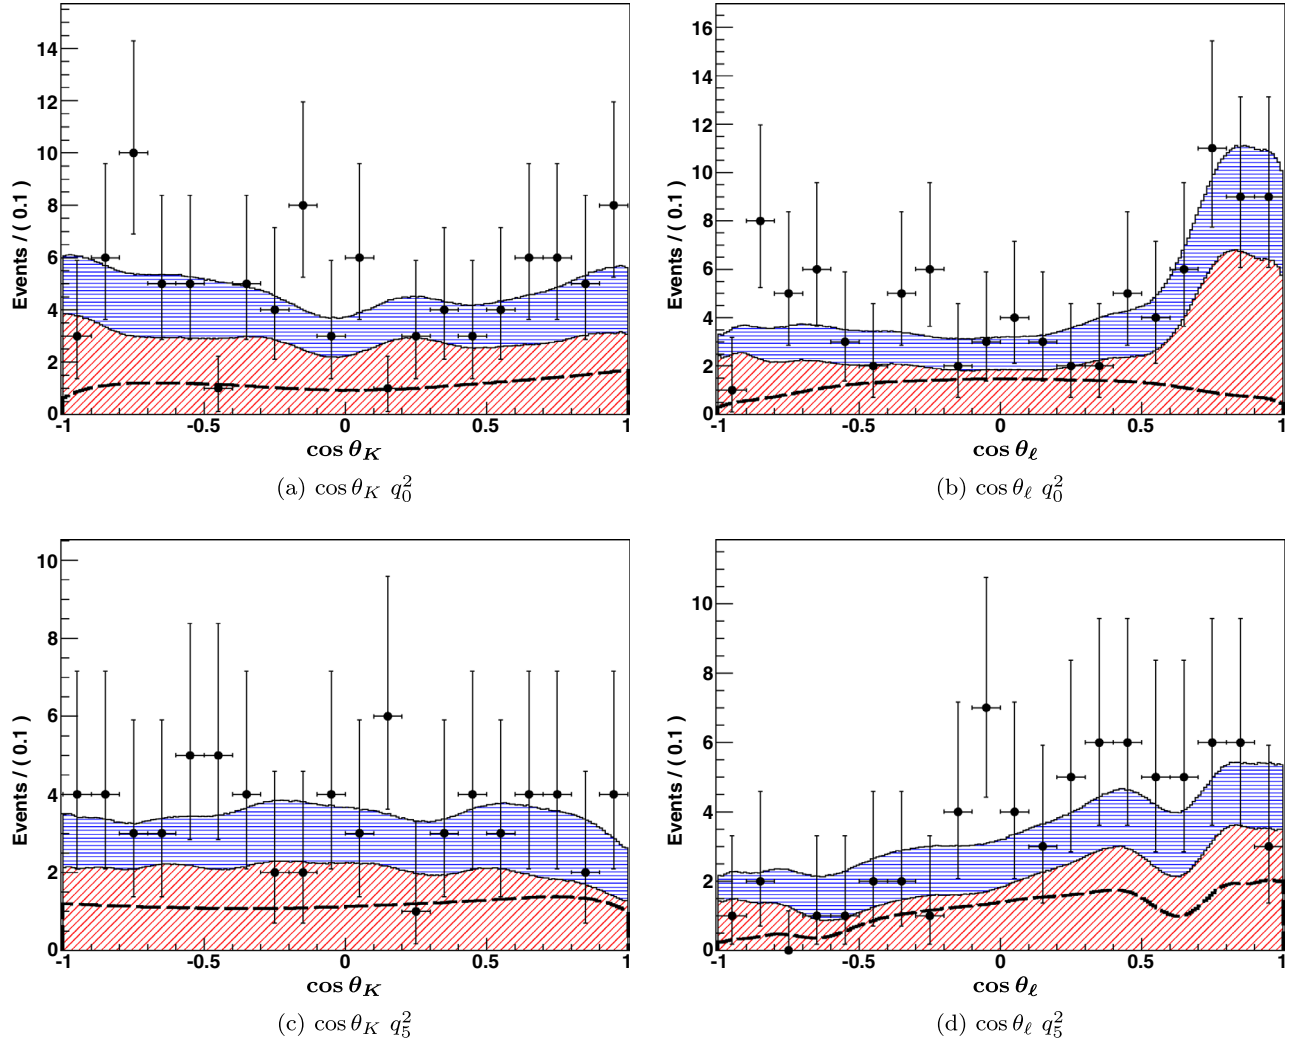 Events / ( 0.1 )
14
12
10
8
6
4
2
0
-1 -0.5 0 0.5 1
cos θ_K
(a) cos θ_K q_0^2
Events / ( 0.1 )
16
14
12
10
8
6
4
2
0
-1 -0.5 0 0.5 1
cos θ_ℓ
(b) cos θ_ℓ q_0^2
Events / ( 0.1 )
10
8
6
4
2
0
-1 -0.5 0 0.5 1
cos θ_K
(c) cos θ_K q_5^2
Events / ( 0.1 )
10
8
6
4
2
0
-1 -0.5 0 0.5 1
cos θ_ℓ
(d) cos θ_ℓ q_5^2